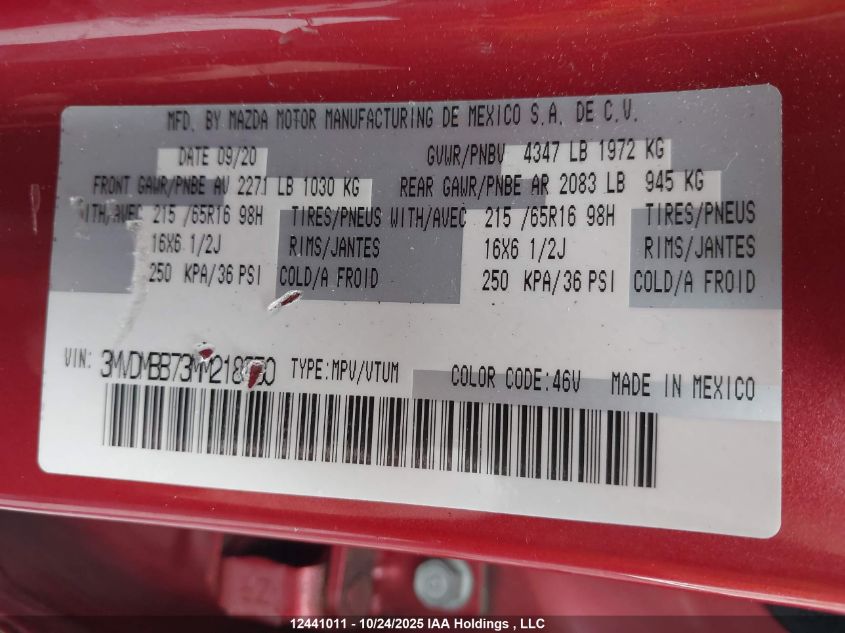 MFD. BY MAZDA MOTOR MANUFACTURING DE MEXICO S.A. DE C.V.
DATE 09/20 GVWR/PNBV 4347 LB 1972 KG
FRONT GAWR/PNBE AV 2271 LB 1030 KG REAR GAWR/PNBE AR 2083 LB 945 KG
WITH/AVEC 215 /65R16 98H TIRES/PNEUS WITH/AVEC 215 /65R16 98H TIRES/PNEUS
16X6 1/2J RIMS/JANTES 16X6 1/2J RIMS/JANTES
250 KPA/36 PSI COLD/A FROID 250 KPA/36 PSI COLD/A FROID
VIN: TYPE:MPV/VTUM COLOR CODE:46V MADE IN MEXICO
12441011 - 10/24/2025 IAA Holdings , LLC